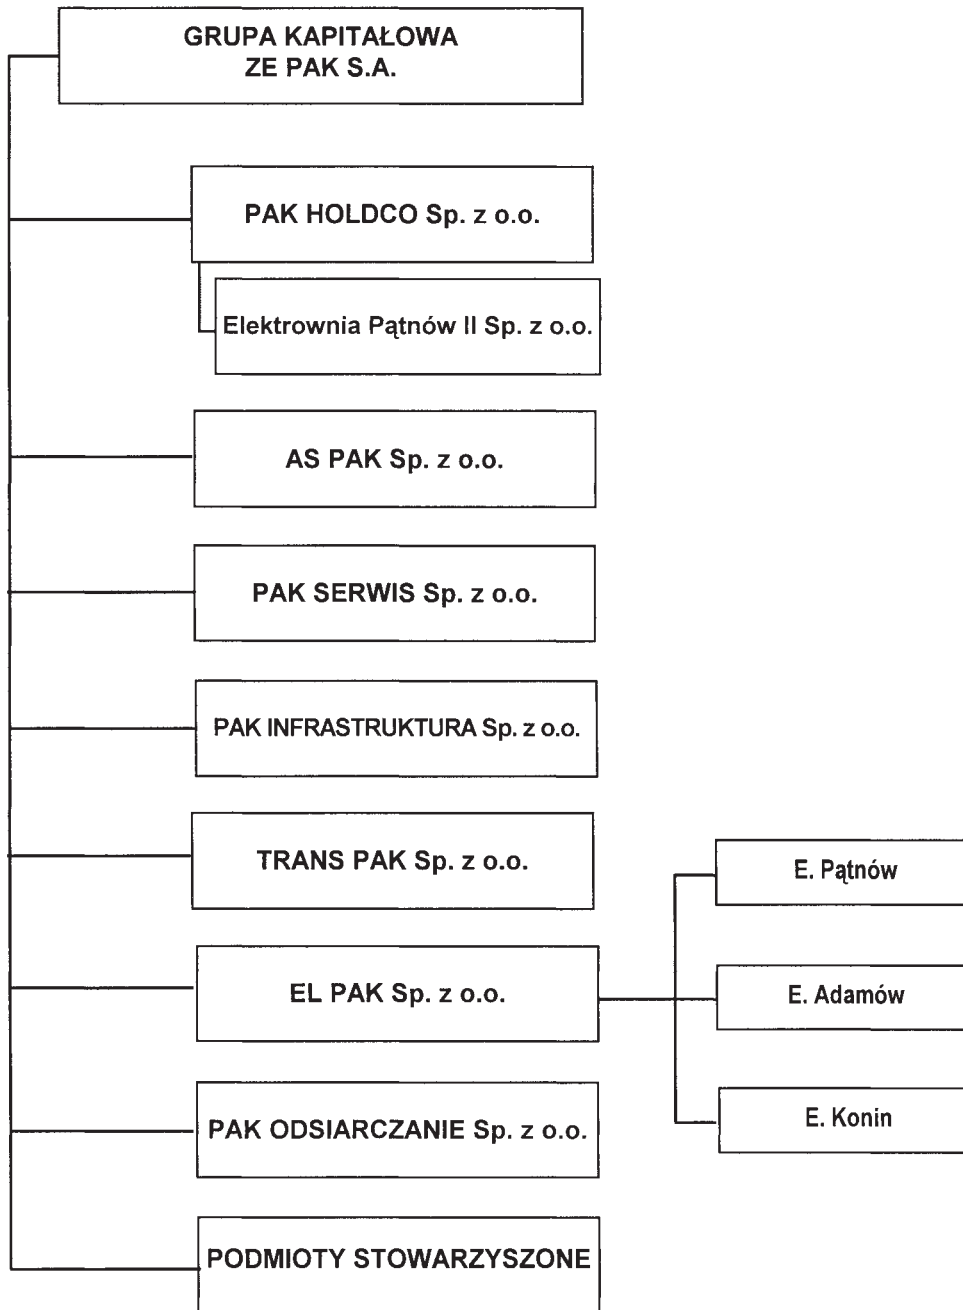 GRUPA KAPITAŁOWA
ZE PAK S.A.
PAK HOLDCO Sp. z o.o.
Elektrownia Pątnów II Sp. z o.o.
AS PAK Sp. z o.o.
PAK SERWIS Sp. z o.o.
PAK INFRASTRUKTURA Sp. z o.o.
TRANS PAK Sp. z o.o.
EL PAK Sp. z o.o.
E. Pątnów
E. Adamów
E. Konin
PAK ODSIARCZANIE Sp. z o.o.
PODMIOTY STOWARZYSZONE